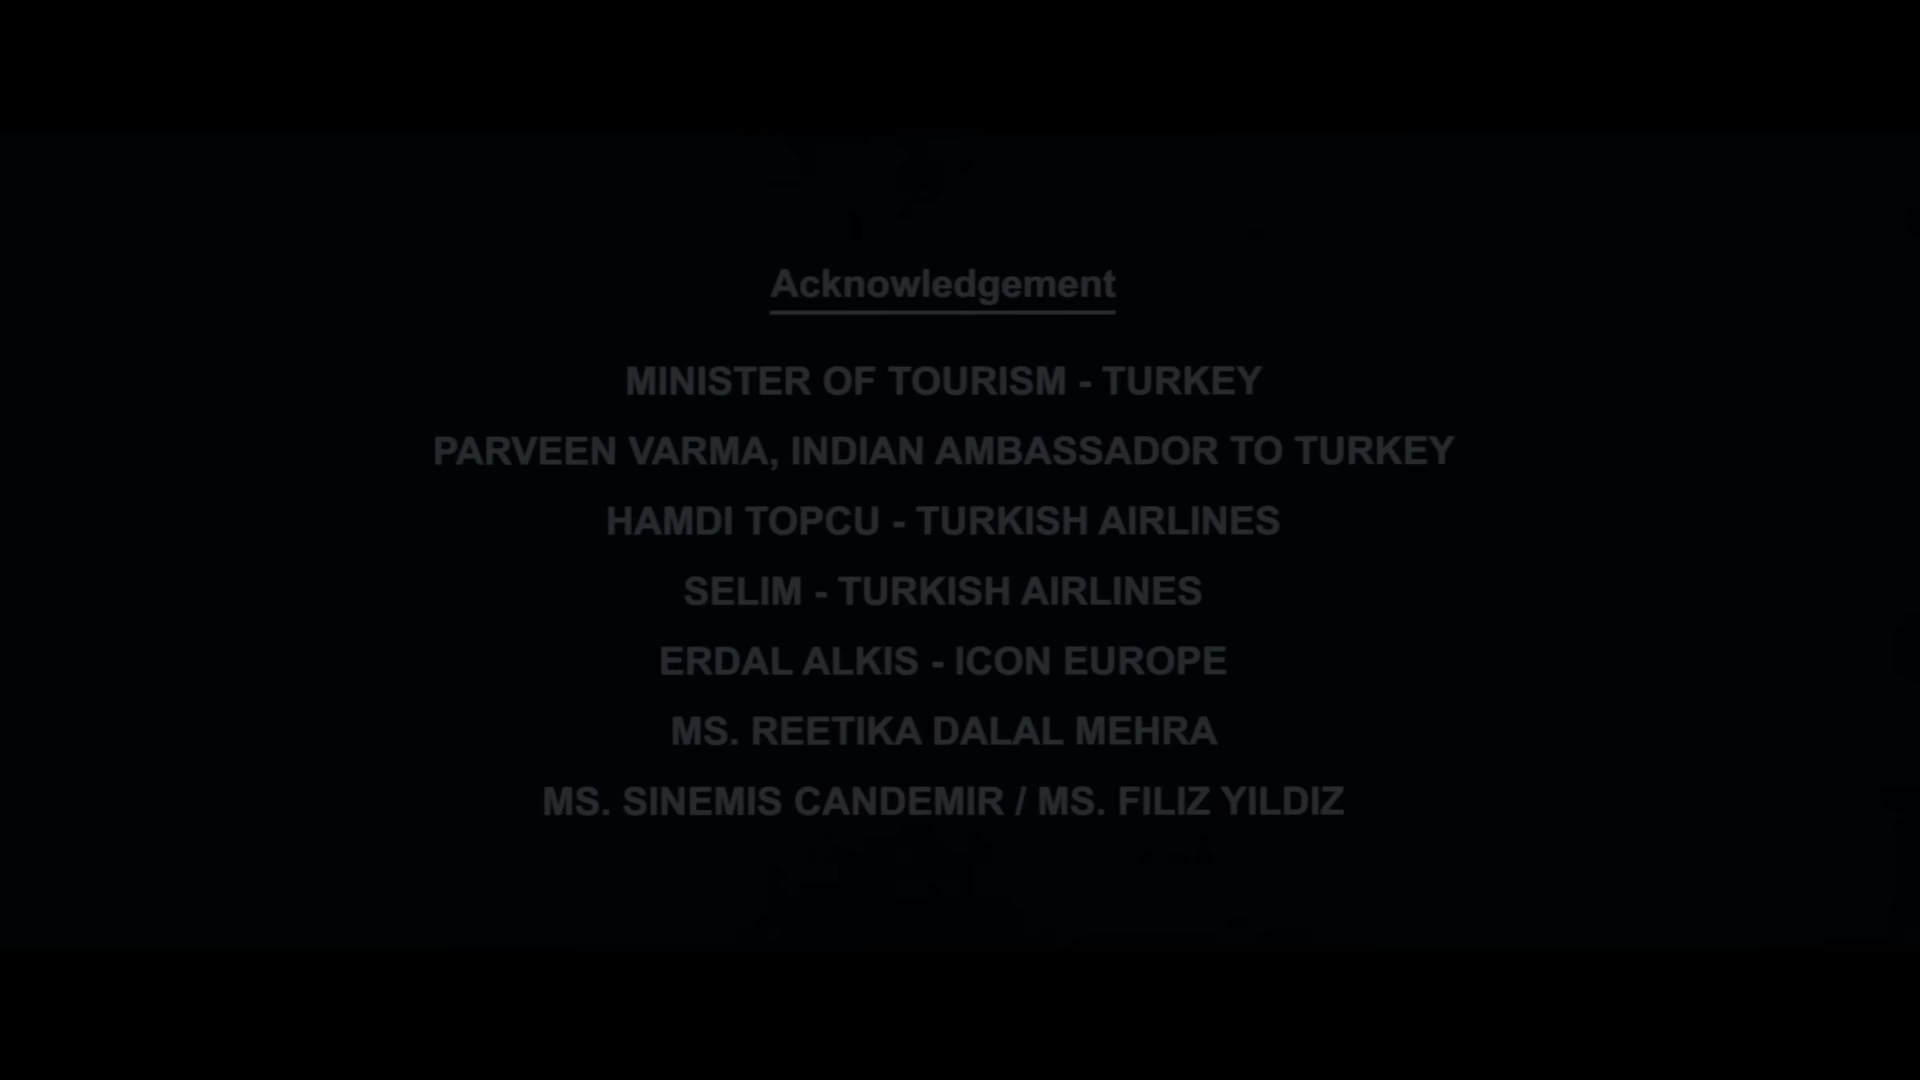 Acknowledgement
MINISTER OF TOURISM - TURKEY
PARVEEN VARMA, INDIAN AMBASSADOR TO TURKEY
HAMDI TOPCU - TURKISH AIRLINES
SELIM - TURKISH AIRLINES
ERDAL ALKIS - ICON EUROPE
MS. REETIKA DALAL MEHRA
MS. SINEMIS CANDEMIR / MS. FILIZ YILDIZ